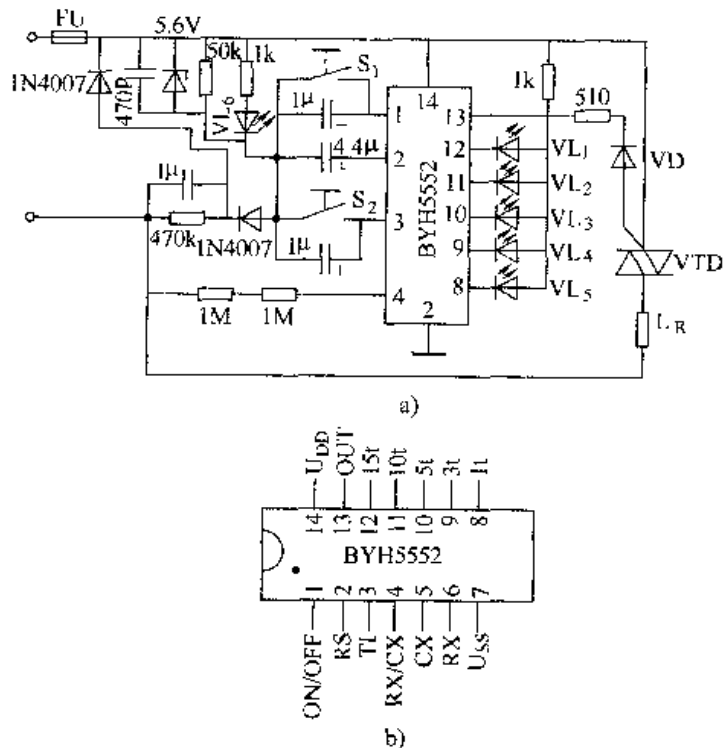 FU
5.6V
50k
1k
1N4007
470P
VL6
S1
1μ
4.4μ
S2
1μ
470k
1N4007
1μ
1M
1M
1
2
3
4
14
13
12
11
10
9
8
2
BYH5552
1k
510
VD
VL1
VL2
VL3
VL4
VL5
VTD
LR
a)
UDD
OUT
15t
10t
5t
3t
1t
14
13
12
11
10
9
8
BYH5552
1
2
3
4
5
6
7
ON/OFF
RS
TI
RX/CX
CX
RX
USS
b)